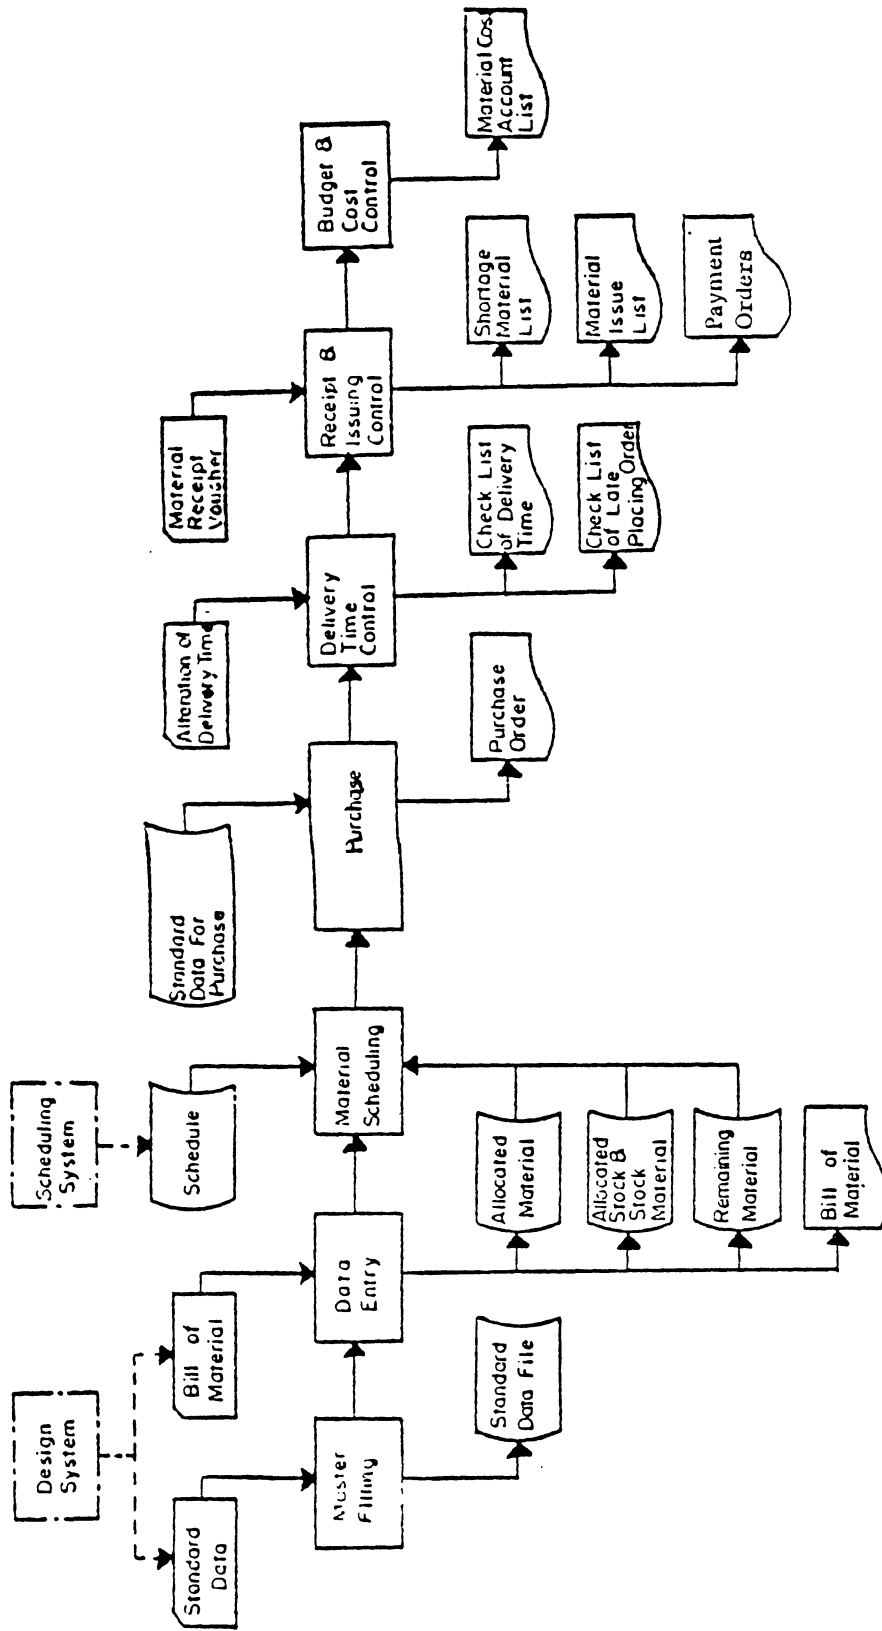 Design
System
Scheduling
System
Standard
Data
Bill of
Material
Schedule
Standard
Data For
Purchase
Alteration of
Delivery Time
Material
Receipt
Voucher
Master
Filling
Data
Entry
Material
Scheduling
Purchase
Delivery
Time
Control
Receipt &
Issuing
Control
Budget &
Cost
Control
Standard
Data File
Allocated
Material
Allocated
Stock &
Stock
Material
Remaining
Material
Bill of
Material
Purchase
Order
Check List
of Delivery
Time
Check List
of Late
Placing Order
Shortage
Material
List
Material
Issue
List
Payment
Orders
Material Cos
Account
List